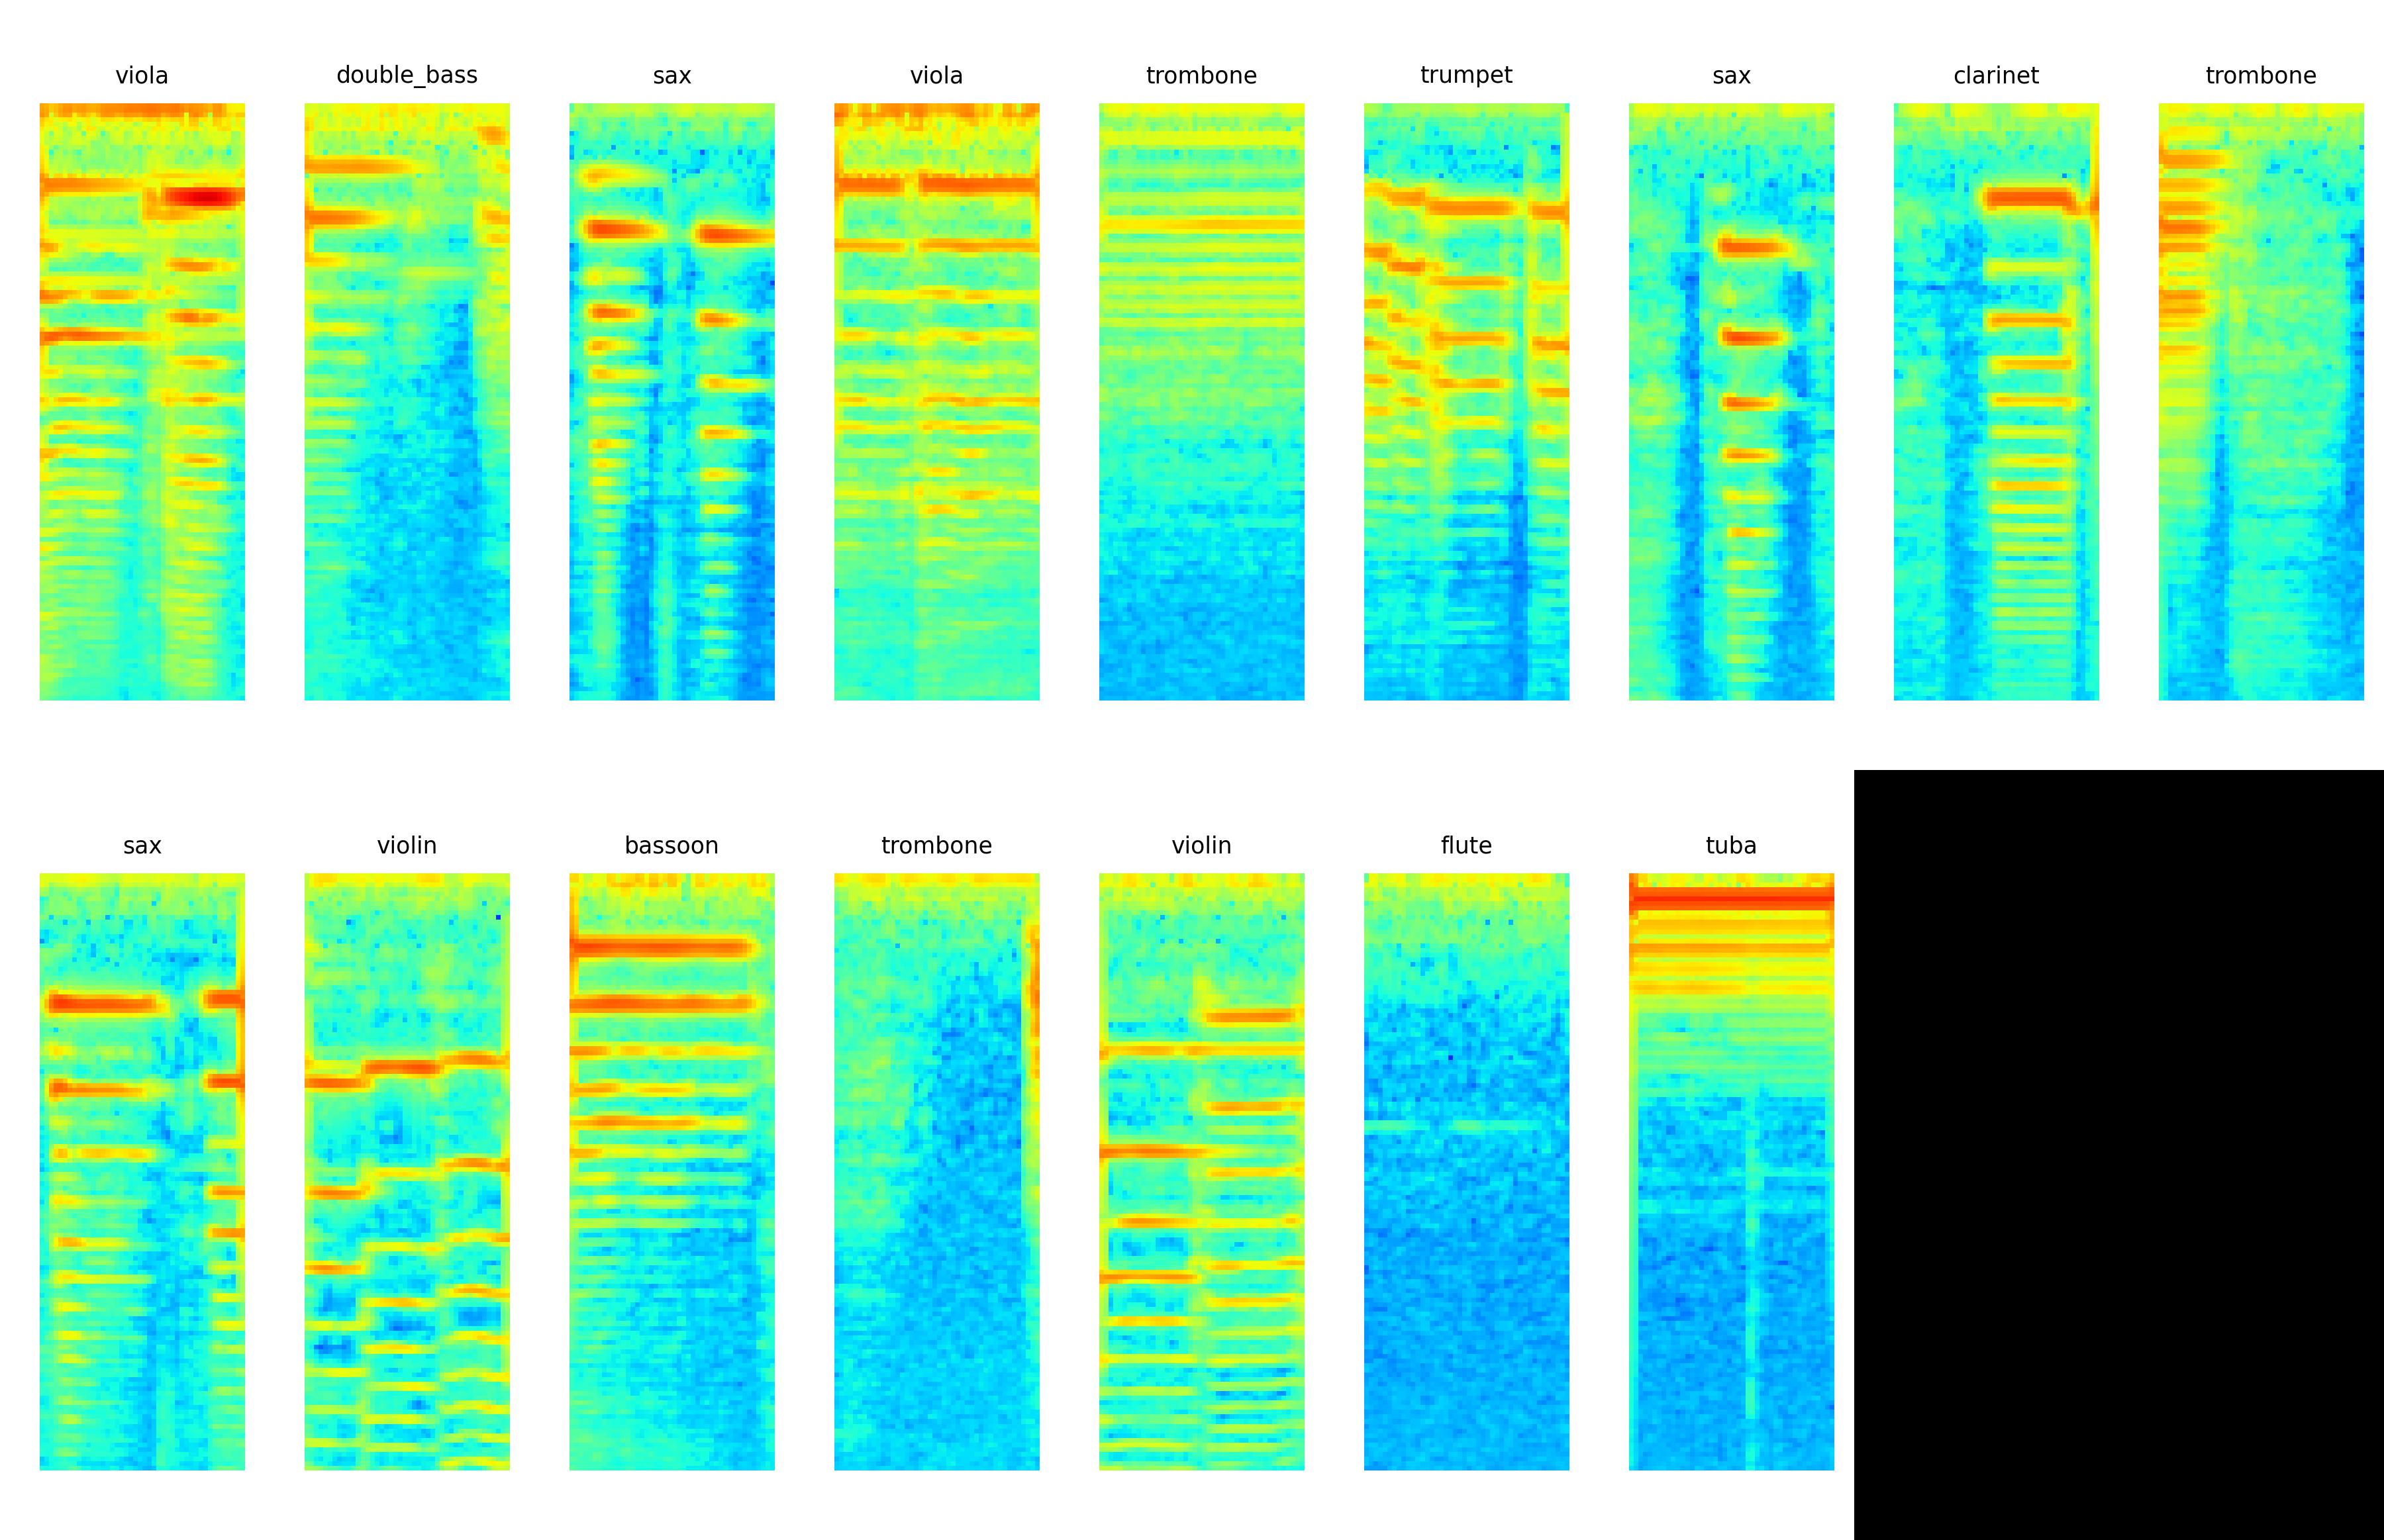 viola double_bass sax viola trombone trumpet sax clarinet trombone
sax violin bassoon trombone violin flute tuba